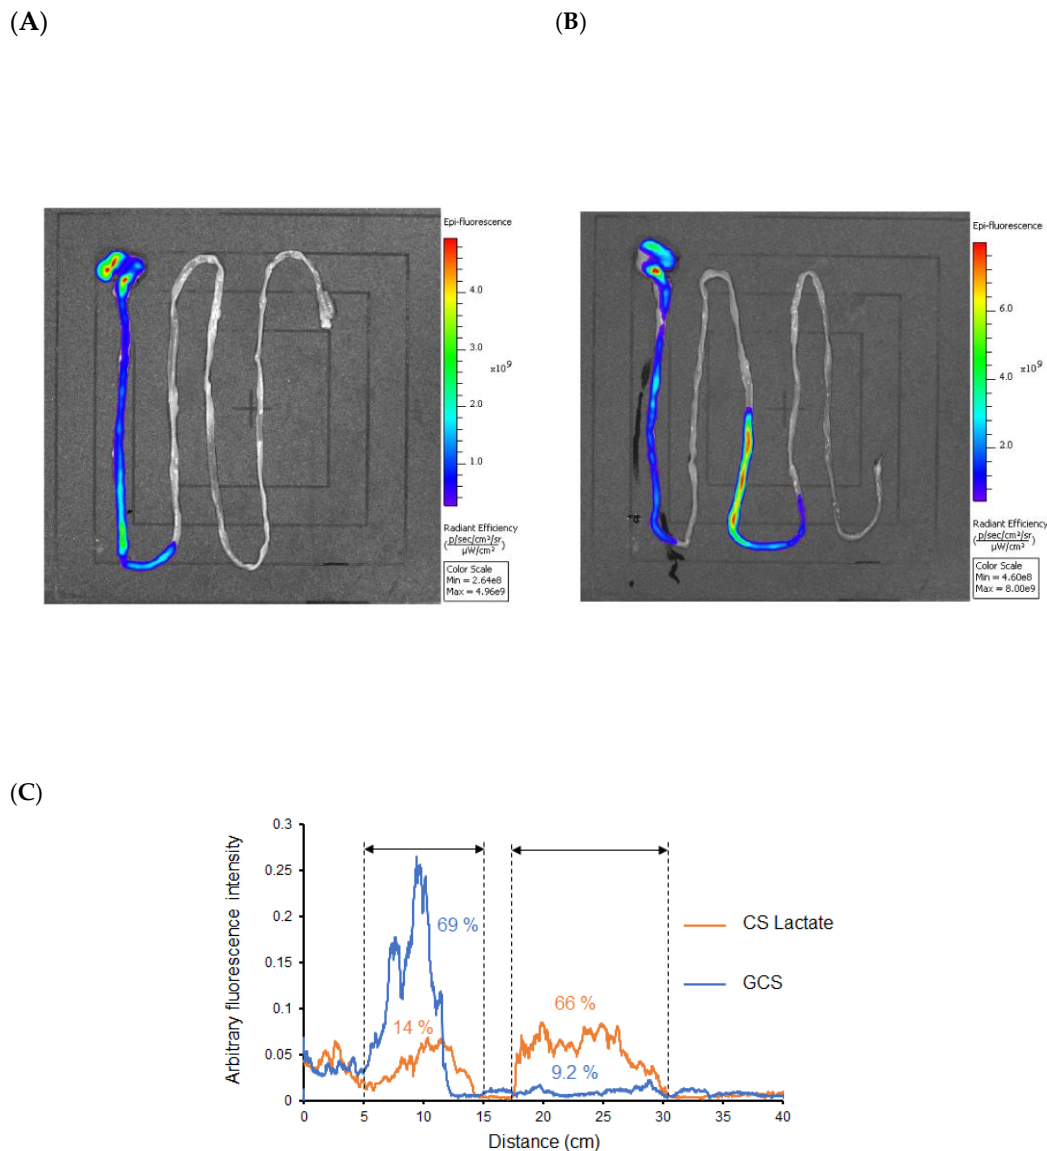 (A)
(B)
Epi-fluorescence
4.0
3.0
x10⁹
2.0
1.0
Radiant Efficiency
(p/sec/cm²/sr / µW/cm²)
Color Scale
Min = 2.64e8
Max = 4.96e9
Epi-fluorescence
6.0
4.0
x10⁹
2.0
Radiant Efficiency
(p/sec/cm²/sr / µW/cm²)
Color Scale
Min = 4.60e8
Max = 8.00e9
(C)
Arbitrary fluorescence intensity
0.3
0.25
0.2
0.15
0.1
0.05
0
69 %
14 %
66 %
9.2 %
CS Lactate
GCS
0 5 10 15 20 25 30 35 40
Distance (cm)